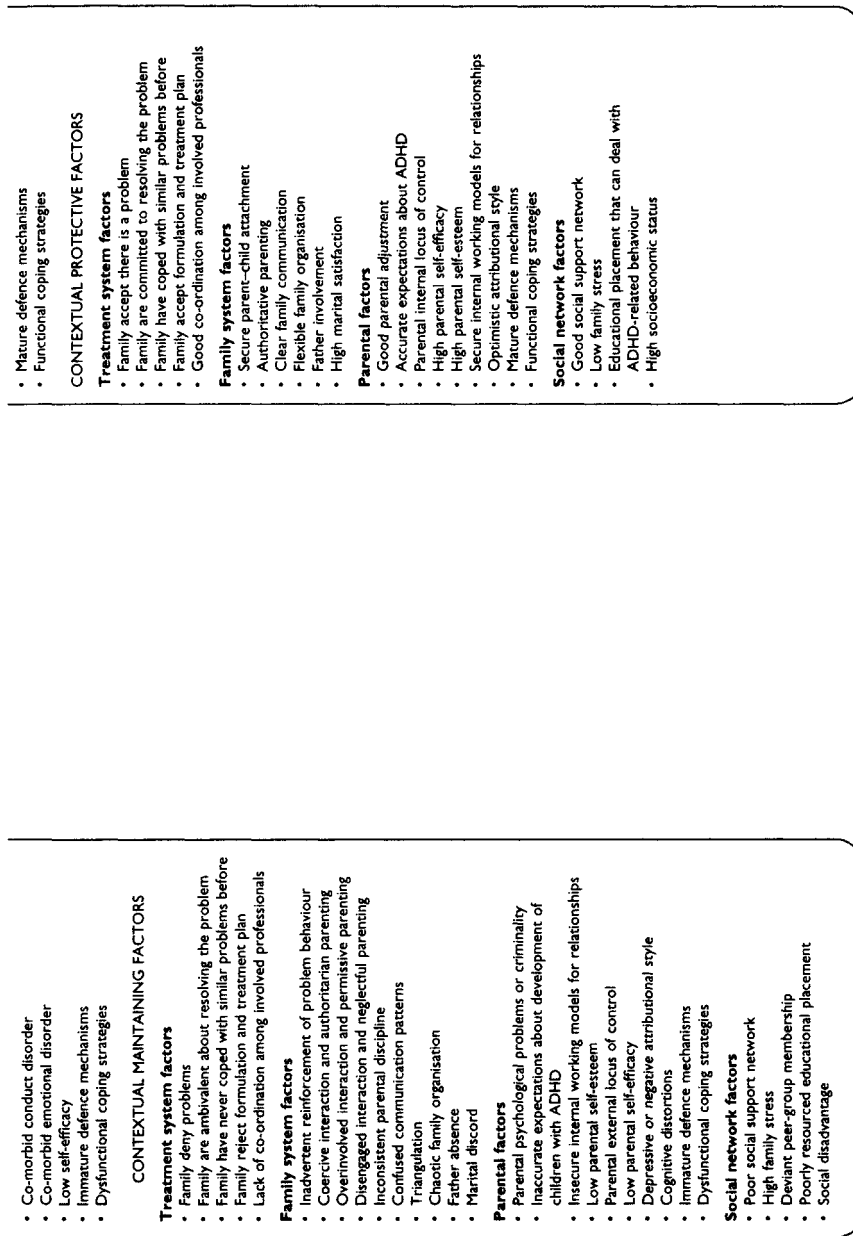 • Co-morbid conduct disorder
• Co-morbid emotional disorder
• Low self-efficacy
• Immature defence mechanisms
• Dysfunctional coping strategies
CONTEXTUAL MAINTAINING FACTORS
Treatment system factors
• Family deny problems
• Family are ambivalent about resolving the problem
• Family have never coped with similar problems before
• Family reject formulation and treatment plan
• Lack of co-ordination among involved professionals
Family system factors
• Inadvertent reinforcement of problem behaviour
• Coercive interaction and authoritarian parenting
• Overinvolved interaction and permissive parenting
• Disengaged interaction and neglectful parenting
• Inconsistent parental discipline
• Confused communication patterns
• Triangulation
• Chaotic family organisation
• Father absence
• Marital discord
Parental factors
• Parental psychological problems or criminality
• Inaccurate expectations about development of
children with ADHD
• Insecure internal working models for relationships
• Low parental self-esteem
• Parental external locus of control
• Low parental self-efficacy
• Depressive or negative attributional style
• Cognitive distortions
• Immature defence mechanisms
• Dysfunctional coping strategies
Social network factors
• Poor social support network
• High family stress
• Deviant peer-group membership
• Poorly resourced educational placement
• Social disadvantage
• Mature defence mechanisms
• Functional coping strategies
CONTEXTUAL PROTECTIVE FACTORS
Treatment system factors
• Family accept there is a problem
• Family are committed to resolving the problem
• Family have coped with similar problems before
• Family accept formulation and treatment plan
• Good co-ordination among involved professionals
Family system factors
• Secure parent–child attachment
• Authoritative parenting
• Clear family communication
• Flexible family organisation
• Father involvement
• High marital satisfaction
Parental factors
• Good parental adjustment
• Accurate expectations about ADHD
• Parental internal locus of control
• High parental self-efficacy
• High parental self-esteem
• Secure internal working models for relationships
• Optimistic attributional style
• Mature defence mechanisms
• Functional coping strategies
Social network factors
• Good social support network
• Low family stress
• Educational placement that can deal with
ADHD-related behaviour
• High socioeconomic status